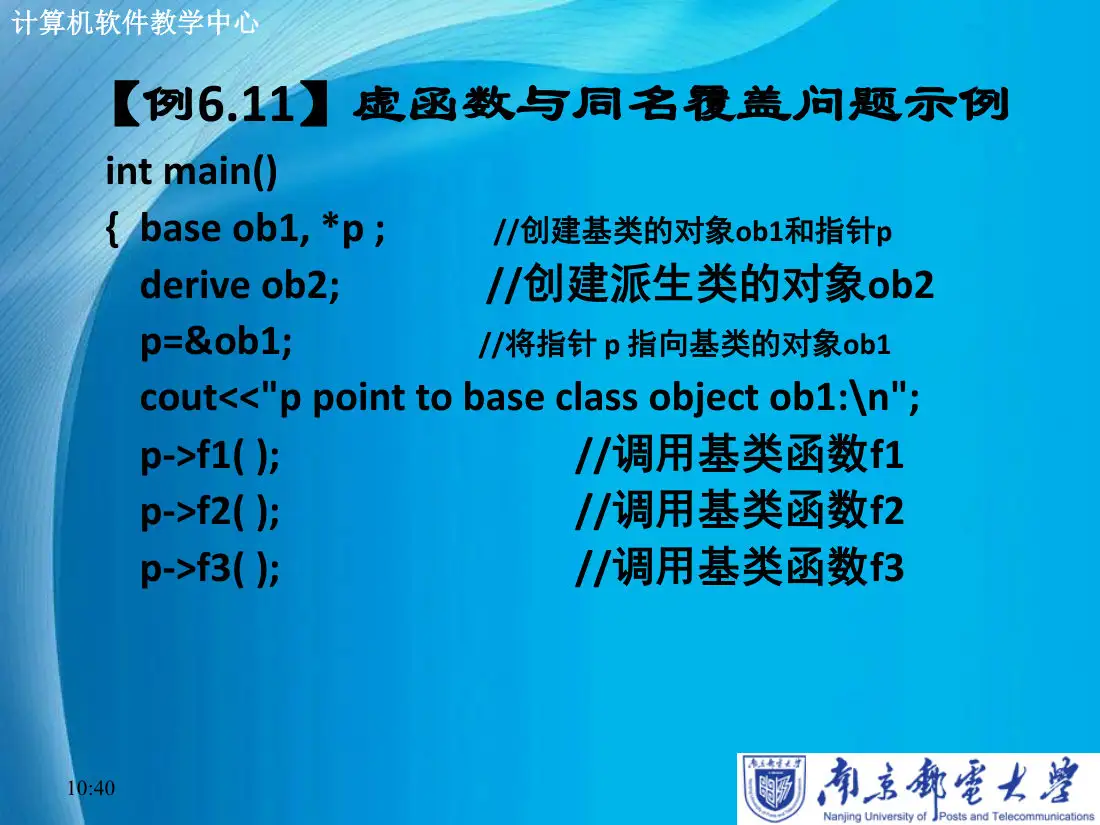 计算机软件教学中心
【例6.11】虚函数与同名覆盖问题示例
int main()
{ base ob1, *p ; //创建基类的对象ob1和指针p
derive ob2; //创建派生类的对象ob2
p=&ob1; //将指针 p 指向基类的对象ob1
cout<<"p point to base class object ob1:\n";
p->f1( ); //调用基类函数f1
p->f2( ); //调用基类函数f2
p->f3( ); //调用基类函数f3
10:40
南京郵電大學
Nanjing University of Posts and Telecommunications